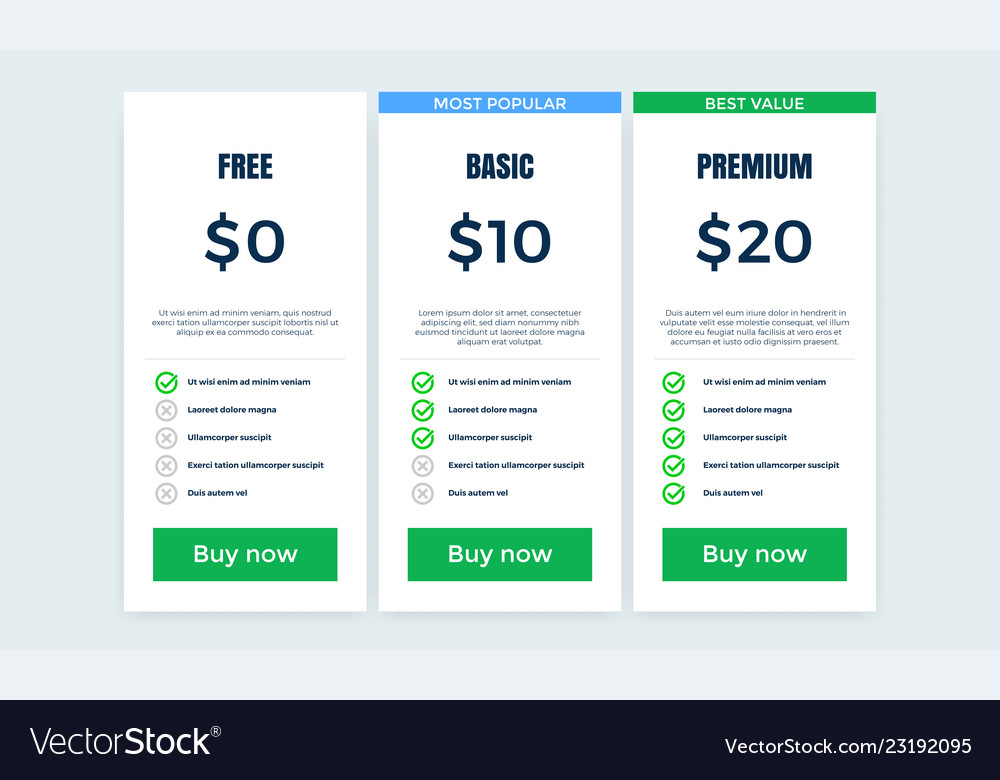 FREE
$0
Ut wisi enim ad minim veniam, quis nostrud
exerci tation ullamcorper suscipit lobortis nisl ut
aliquip ex ea commodo consequat.
Ut wisi enim ad minim veniam
Laoreet dolore magna
Ullamcorper suscipit
Exerci tation ullamcorper suscipit
Duis autem vel
Buy now
MOST POPULAR
BASIC
$10
Lorem ipsum dolor sit amet, consectetuer
adipiscing elit, sed diam nonummy nibh
euismod tincidunt ut laoreet dolore magna
aliquam erat volutpat.
Ut wisi enim ad minim veniam
Laoreet dolore magna
Ullamcorper suscipit
Exerci tation ullamcorper suscipit
Duis autem vel
Buy now
BEST VALUE
PREMIUM
$20
Duis autem vel eum iriure dolor in hendrerit in
vulputate velit esse molestie consequat, vel illum
dolore eu feugiat nulla facilisis at vero eros et
accumsan et iusto odio dignissim praesent.
Ut wisi enim ad minim veniam
Laoreet dolore magna
Ullamcorper suscipit
Exerci tation ullamcorper suscipit
Duis autem vel
Buy now
VectorStock®
VectorStock.com/23192095